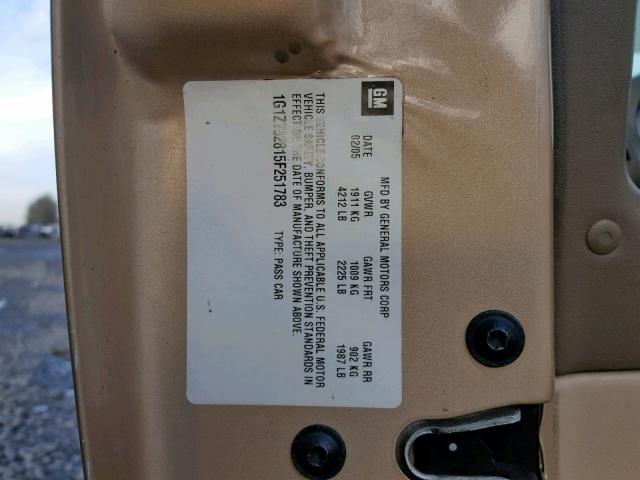 GM
MFD BY GENERAL MOTORS CORP
DATE GVWR GAWR FRT GAWR RR
02/05 1911 KG 1009 KG 902 KG
4212 LB 2225 LB 1987 LB
THIS VEHICLE CONFORMS TO ALL APPLICABLE U.S. FEDERAL MOTOR
VEHICLE SAFETY, BUMPER, AND THEFT PREVENTION STANDARDS IN
EFFECT ON THE DATE OF MANUFACTURE SHOWN ABOVE.
TYPE: PASS CAR